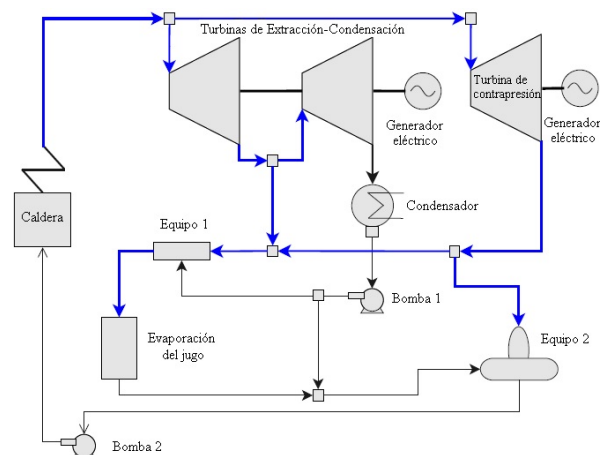 Turbinas de Extracción-Condensación
Turbina de
contrapresión
Generador
eléctrico
Generador
eléctrico
Caldera
Condensador
Equipo 1
Bomba 1
Evaporación
del jugo
Equipo 2
Bomba 2